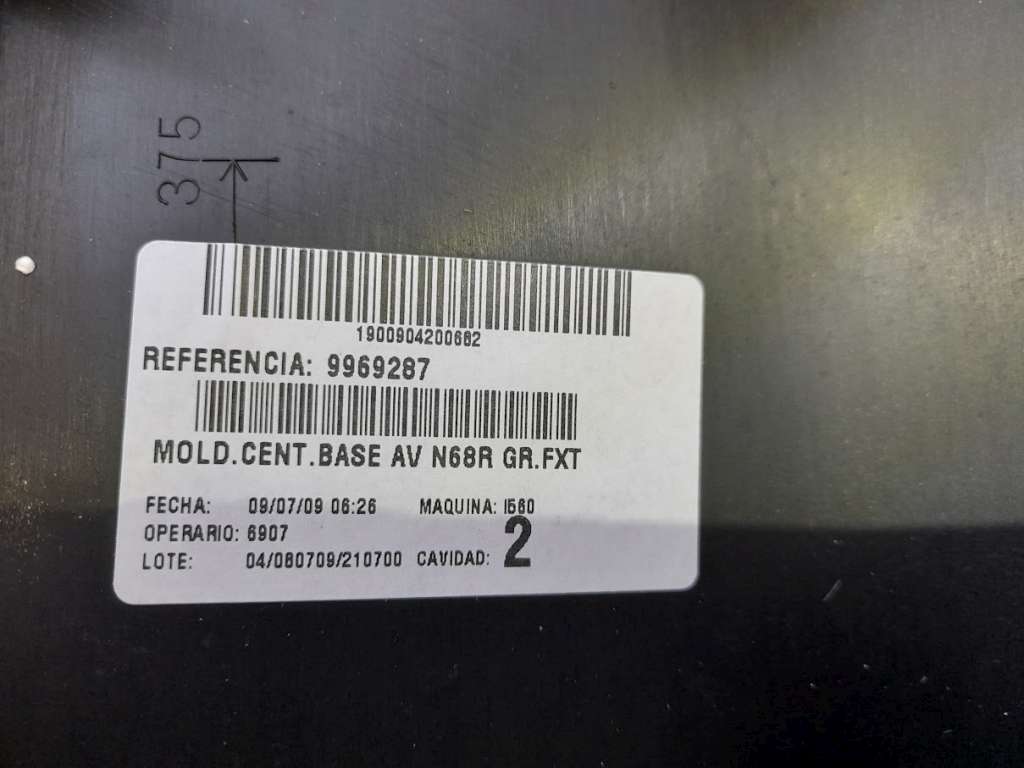 375
1900904200662
REFERENCIA: 9969287
MOLD.CENT.BASE AV N68R GR.FXT
FECHA: 09/07/09 06:26 MAQUINA: I560
OPERARIO: 6907
LOTE: 04/080709/210700 CAVIDAD: 2